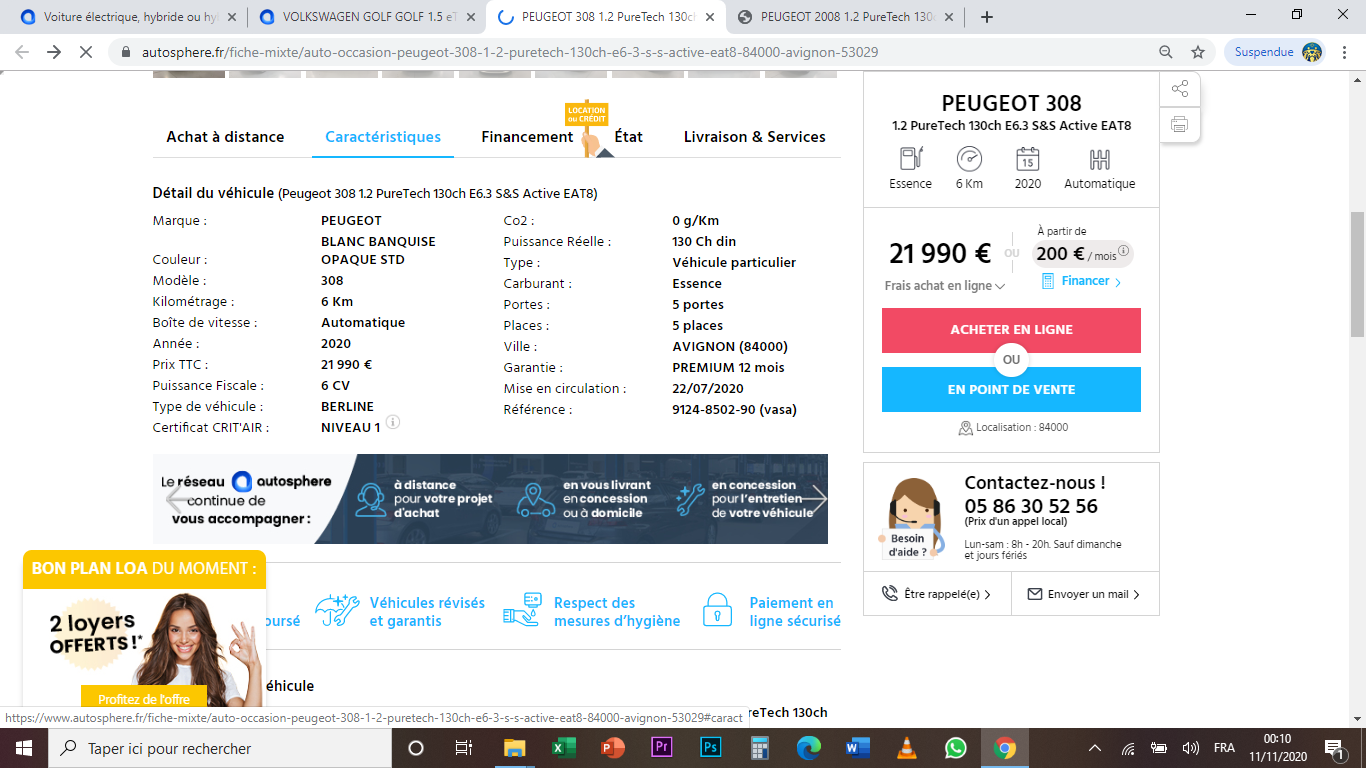 Voiture électrique, hybride ou hy
VOLKSWAGEN GOLF GOLF 1.5 eT
PEUGEOT 308 1.2 PureTech 130ch
PEUGEOT 2008 1.2 PureTech 130
autosphere.fr/fiche-mixte/auto-occasion-peugeot-308-1-2-puretech-130ch-e6-3-s-s-active-eat8-84000-avignon-53029
Suspendue
LOCATION
ou CRÉDIT
Achat à distance
Caractéristiques
Financement
État
Livraison & Services
Détail du véhicule (Peugeot 308 1.2 PureTech 130ch E6.3 S&S Active EAT8)
Marque : PEUGEOT
Couleur : BLANC BANQUISE
OPAQUE STD
Modèle : 308
Kilométrage : 6 Km
Boîte de vitesse : Automatique
Année : 2020
Prix TTC : 21 990 €
Puissance Fiscale : 6 CV
Type de véhicule : BERLINE
Certificat CRIT'AIR : NIVEAU 1
Co2 : 0 g/Km
Puissance Réelle : 130 Ch din
Type : Véhicule particulier
Carburant : Essence
Portes : 5 portes
Places : 5 places
Ville : AVIGNON (84000)
Garantie : PREMIUM 12 mois
Mise en circulation : 22/07/2020
Référence : 9124-8502-90 (vasa)
Le réseau autosphere
continue de
vous accompagner :
à distance
pour votre projet
d'achat
en vous livrant
en concession
ou à domicile
en concession
pour l'entretien
de votre véhicule
BON PLAN LOA DU MOMENT :
2 loyers
OFFERTS !*
Profitez de l'offre
oursé
Véhicules révisés
et garantis
Respect des
mesures d'hygiène
Paiement en
ligne sécurisé
éhicule
reTech 130ch
PEUGEOT 308
1.2 PureTech 130ch E6.3 S&S Active EAT8
15
Essence
6 Km
2020
Automatique
21 990 €
OU
À partir de
200 € / mois
Frais achat en ligne
Financer
ACHETER EN LIGNE
OU
EN POINT DE VENTE
Localisation : 84000
Besoin
d'aide ?
Contactez-nous !
05 86 30 52 56
(Prix d'un appel local)
Lun-sam : 8h - 20h. Sauf dimanche
et jours fériés
Être rappelé(e)
Envoyer un mail
https://www.autosphere.fr/fiche-mixte/auto-occasion-peugeot-308-1-2-puretech-130ch-e6-3-s-s-active-eat8-84000-avignon-53029#caract
Taper ici pour rechercher
Pr
Ps
FRA
00:10
11/11/2020
1